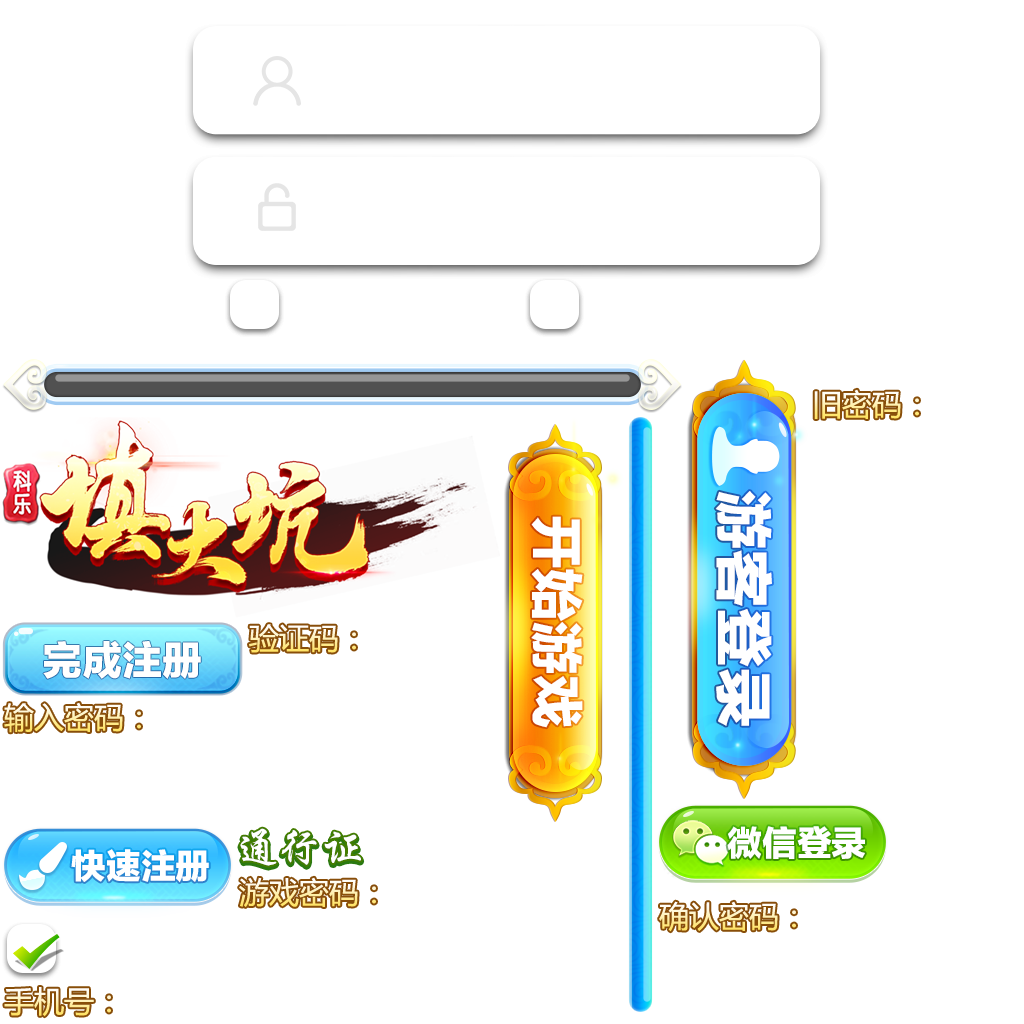 旧密码：
科乐
填大坑
开始游戏
游客登录
完成注册
验证码：
输入密码：
快速注册
通行证
游戏密码：
微信登录
确认密码：
手机号：